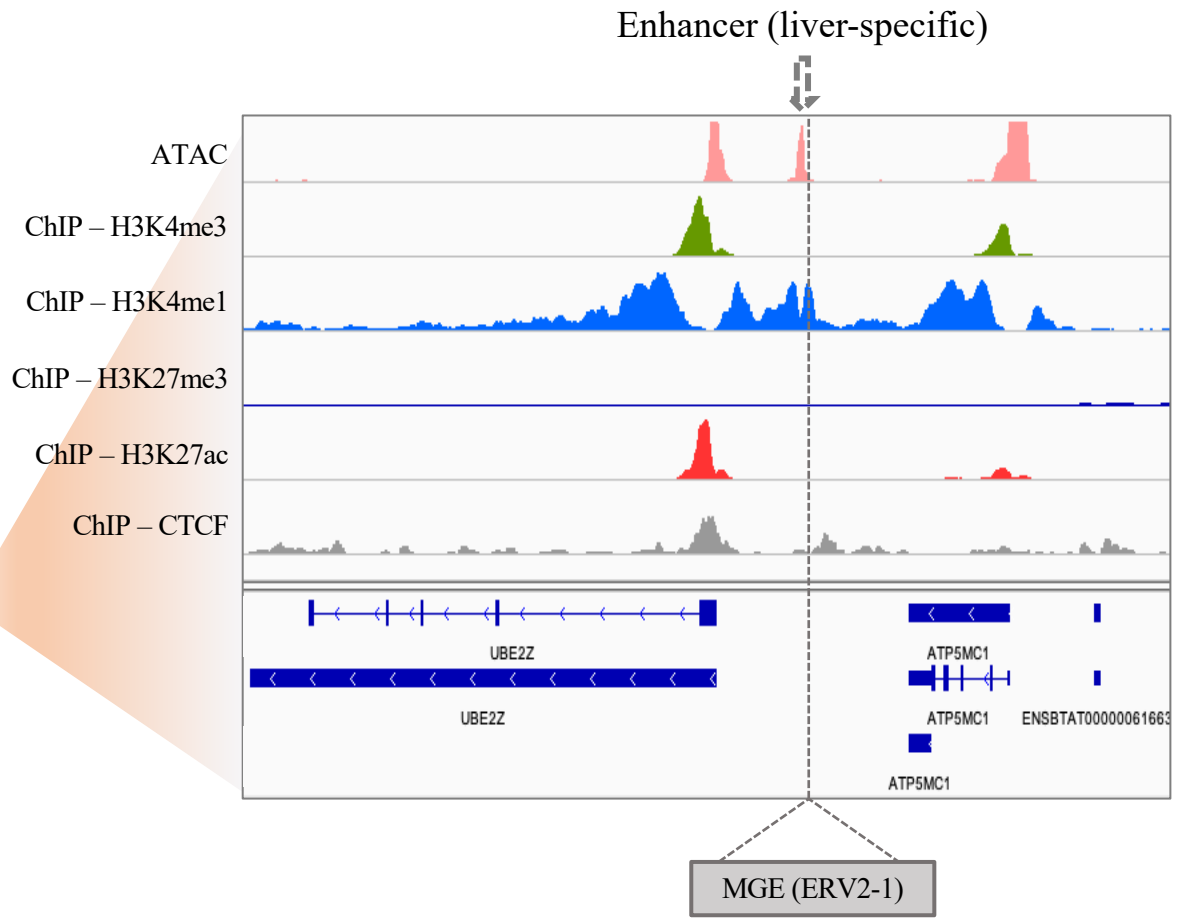 Enhancer (liver-specific)
ATAC
ChIP – H3K4me3
ChIP – H3K4me1
ChIP – H3K27me3
ChIP – H3K27ac
ChIP – CTCF
UBE2Z
ATP5MC1
UBE2Z
ATP5MC1
ENSBTAT00000061663
ATP5MC1
MGE (ERV2-1)